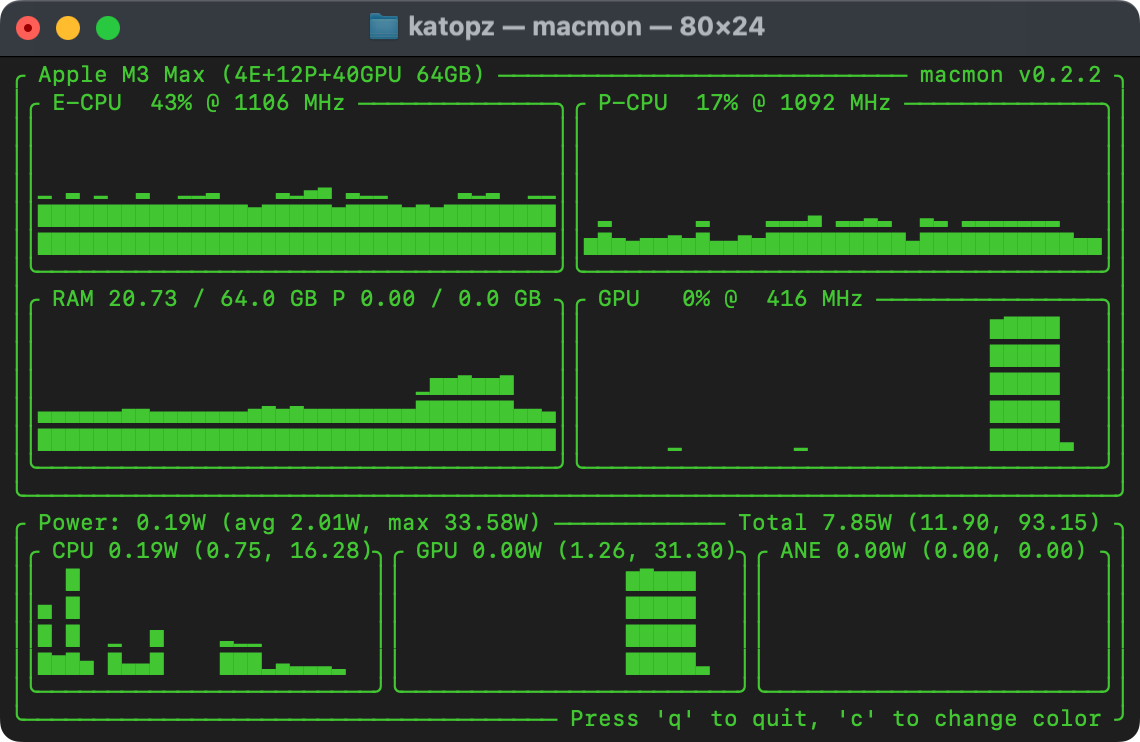 katopz — macmon — 80×24
Apple M3 Max (4E+12P+40GPU 64GB) macmon v0.2.2
E-CPU 43% @ 1106 MHz P-CPU 17% @ 1092 MHz
RAM 20.73 / 64.0 GB P 0.00 / 0.0 GB GPU 0% @ 416 MHz
Power: 0.19W (avg 2.01W, max 33.58W) Total 7.85W (11.90, 93.15)
CPU 0.19W (0.75, 16.28) GPU 0.00W (1.26, 31.30) ANE 0.00W (0.00, 0.00)
Press 'q' to quit, 'c' to change color